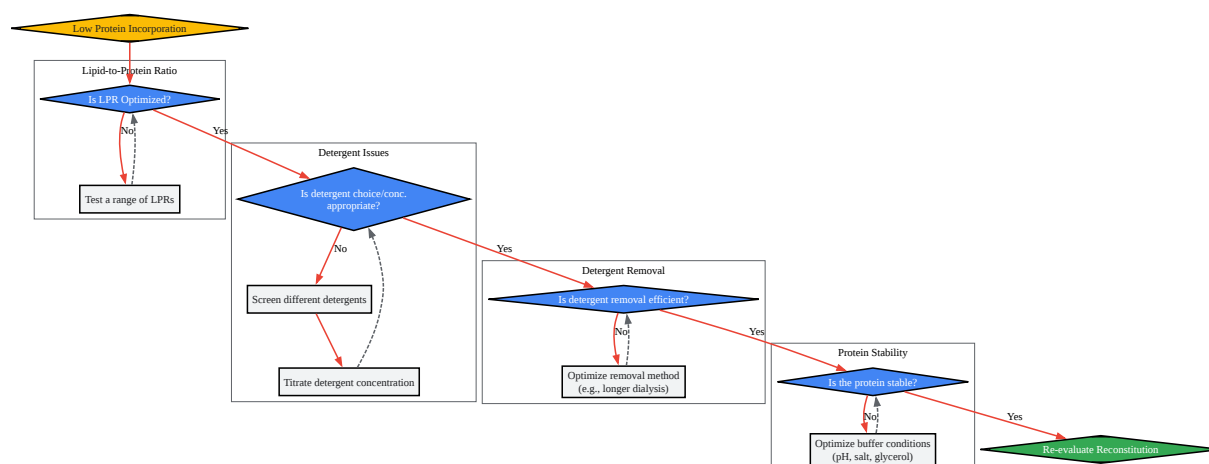 Low Protein Incorporation
Lipid-to-Protein Ratio
Is LPR Optimized?
No
Yes
Test a range of LPRs
Detergent Issues
Is detergent choice/conc.
appropriate?
No
Yes
Screen different detergents
Titrate detergent concentration
Detergent Removal
Is detergent removal efficient?
No
Yes
Optimize removal method
(e.g., longer dialysis)
Protein Stability
Is the protein stable?
No
Yes
Optimize buffer conditions
(pH, salt, glycerol)
Re-evaluate Reconstitution